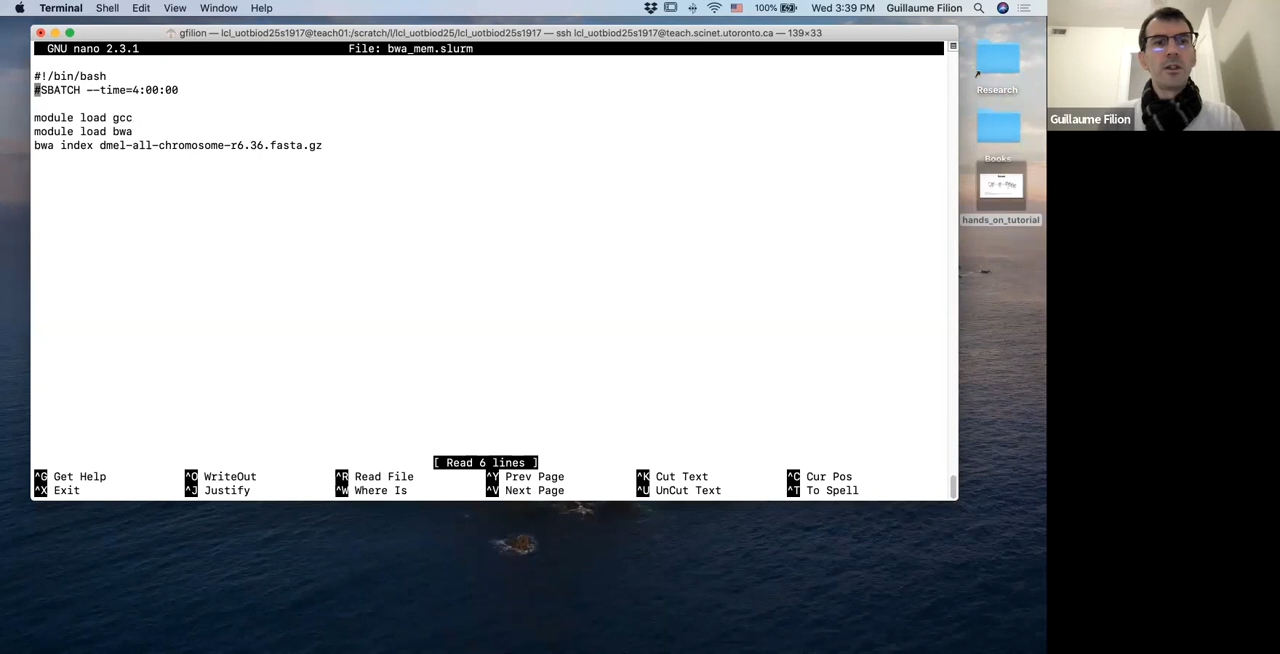 Terminal Shell Edit View Window Help 100% Wed 3:39 PM Guillaume Filion
gfilion — lcl_uotbiod25s1917@teach01:/scratch/l/lcl_uotbiod25/lcl_uotbiod25s1917 — ssh lcl_uotbiod25s1917@teach.scinet.utoronto.ca — 139×33
GNU nano 2.3.1 File: bwa_mem.slurm
#!/bin/bash
#SBATCH --time=4:00:00
module load gcc
module load bwa
bwa index dmel-all-chromosome-r6.36.fasta.gz
[ Read 6 lines ]
^G Get Help ^O WriteOut ^R Read File ^Y Prev Page ^K Cut Text ^C Cur Pos
^X Exit ^J Justify ^W Where Is ^V Next Page ^U UnCut Text ^T To Spell
Research
Books
hands_on_tutorial
Guillaume Filion